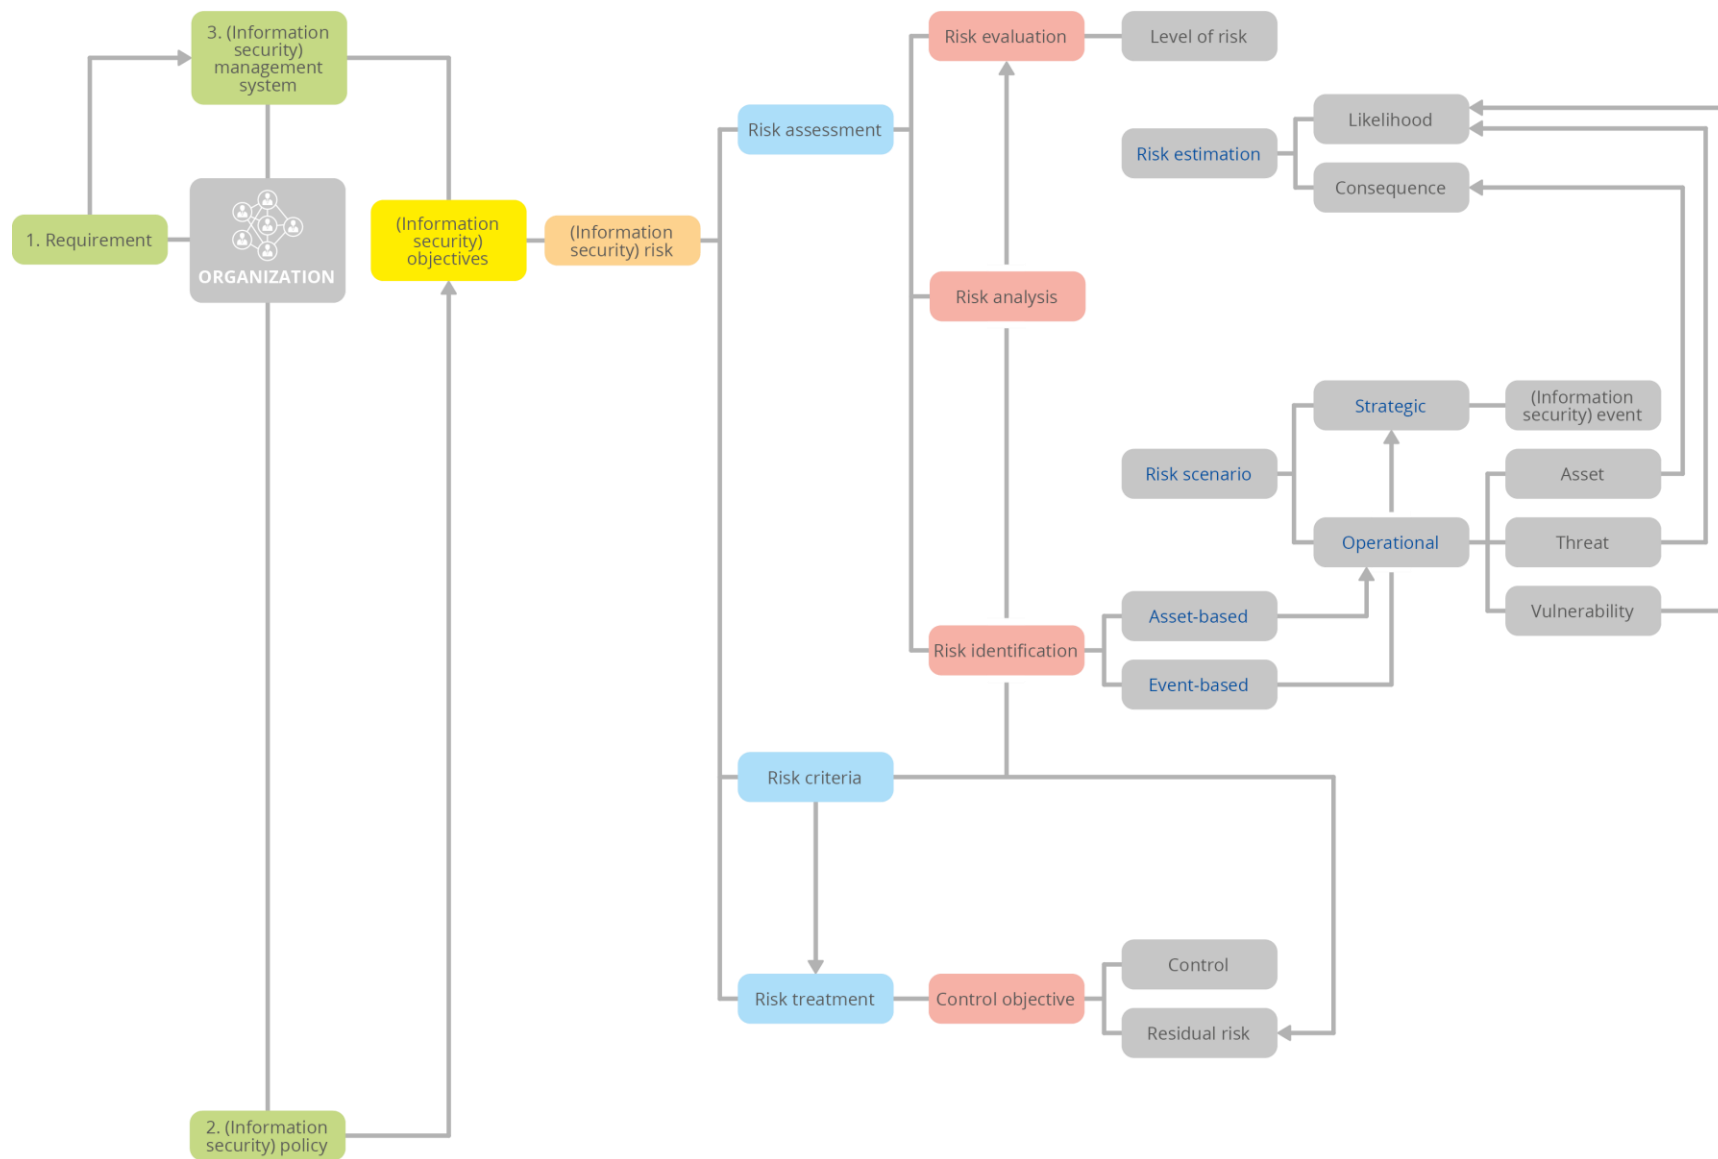 3. (Information
security)
management
system
1. Requirement
ORGANIZATION
(Information
security)
objectives
(Information
security) risk
2. (Information
security) policy
Risk assessment
Risk criteria
Risk treatment
Risk evaluation
Risk analysis
Risk identification
Control objective
Level of risk
Risk estimation
Likelihood
Consequence
Risk scenario
Strategic
Operational
(Information
security) event
Asset
Threat
Vulnerability
Asset-based
Event-based
Control
Residual risk